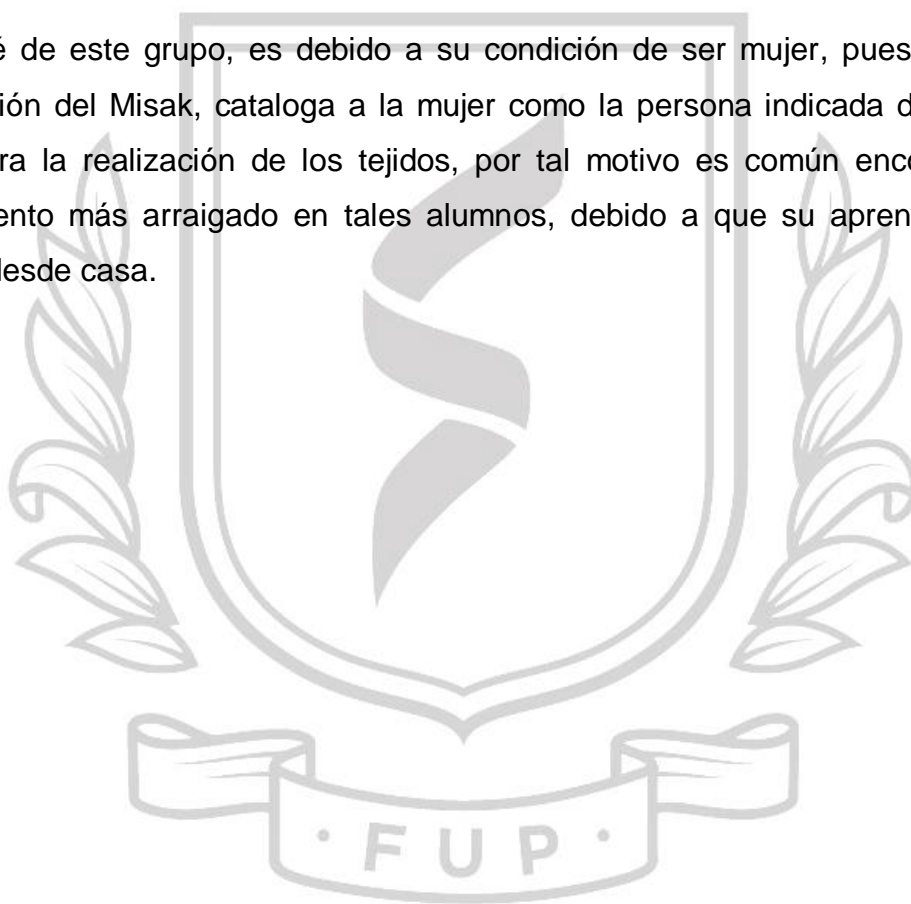 é de este grupo, es debido a su condición de ser mujer, pues
ión del Misak, cataloga a la mujer como la persona indicada d
ra la realización de los tejidos, por tal motivo es común enco
ento más arraigado en tales alumnos, debido a que su apren
desde casa.
· FUP ·